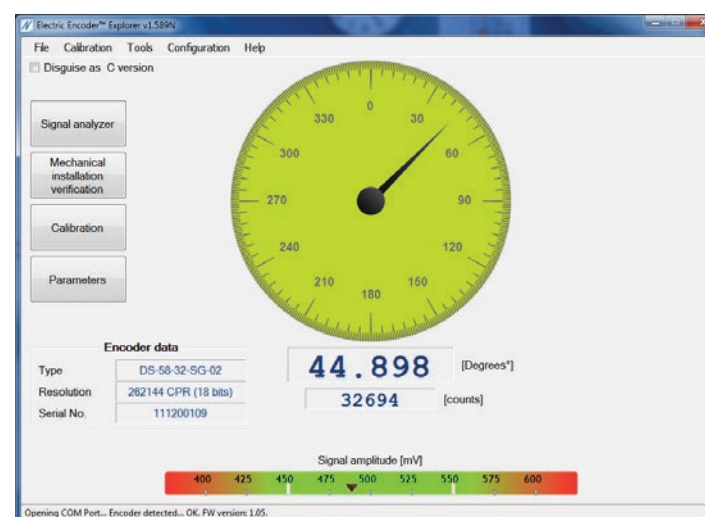 Electric Encoder™ Explorer v1.589N
File Calibration Tools Configuration Help
Disguise as C version
Signal analyzer
Mechanical
installation
verification
Calibration
Parameters
0
30
60
90
120
150
180
210
240
270
300
330
Encoder data
Type DS-58-32-SG-02
Resolution 262144 CPR (18 bits)
Serial No. 111200109
44.898 [Degrees°]
32694 [counts]
Signal amplitude [mV]
400 425 450 475 500 525 550 575 600
Opening COM Port... Encoder detected... OK. FW version: 1.05.